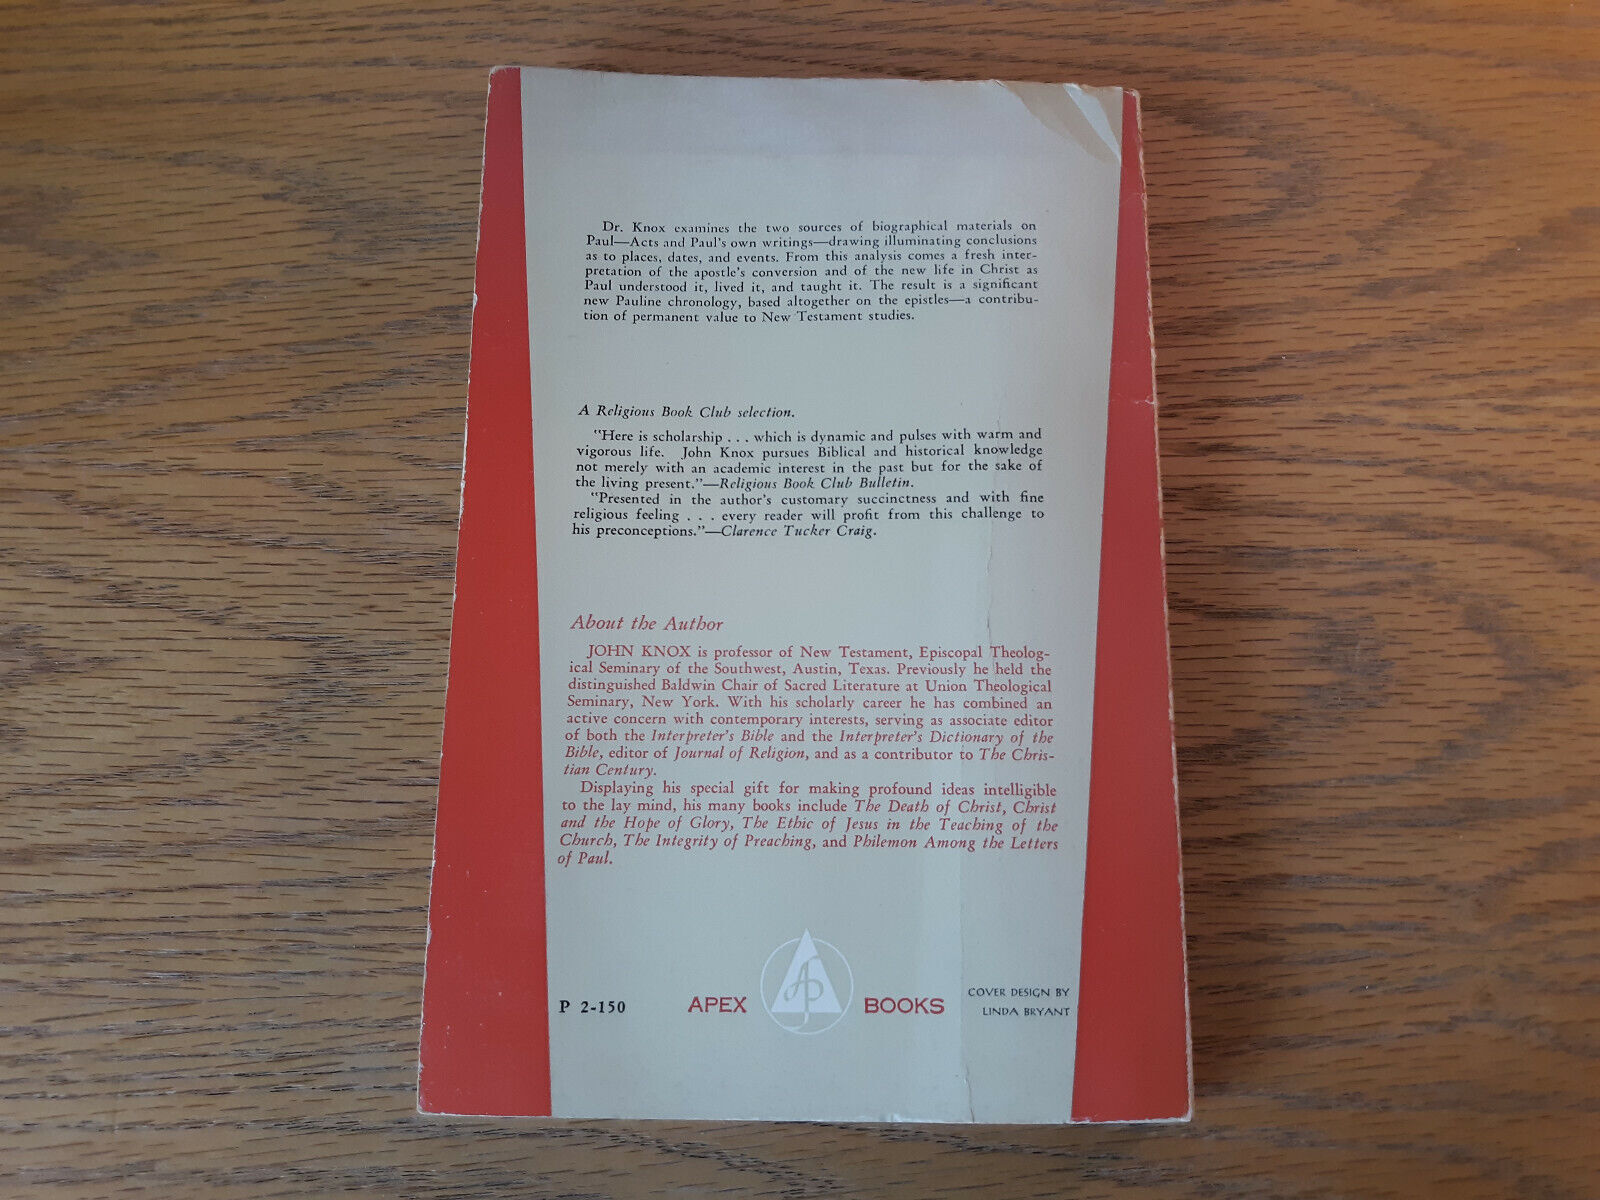 Dr. Knox examines the two sources of biographical materials on
Paul—Acts and Paul's own writings—drawing illuminating conclusions
as to places, dates, and events. From this analysis comes a fresh inter-
pretation of the apostle's conversion and of the new life in Christ as
Paul understood it, lived it, and taught it. The result is a significant
new Pauline chronology, based altogether on the epistles—a contribu-
tion of permanent value to New Testament studies.
A Religious Book Club selection.
"Here is scholarship . . . which is dynamic and pulses with warm and
vigorous life. John Knox pursues Biblical and historical knowledge
not merely with an academic interest in the past but for the sake of
the living present."—Religious Book Club Bulletin.
"Presented in the author's customary succinctness and with fine
religious feeling . . . every reader will profit from this challenge to
his preconceptions."—Clarence Tucker Craig.
About the Author
JOHN KNOX is professor of New Testament, Episcopal Theolog-
ical Seminary of the Southwest, Austin, Texas. Previously he held the
distinguished Baldwin Chair of Sacred Literature at Union Theological
Seminary, New York. With his scholarly career he has combined an
active concern with contemporary interests, serving as associate editor
of both the Interpreter's Bible and the Interpreter's Dictionary of the
Bible, editor of Journal of Religion, and as a contributor to The Chris-
tian Century.
Displaying his special gift for making profound ideas intelligible
to the lay mind, his many books include The Death of Christ, Christ
and the Hope of Glory, The Ethic of Jesus in the Teaching of the
Church, The Integrity of Preaching, and Philemon Among the Letters
of Paul.
P 2-150
APEX BOOKS
COVER DESIGN BY
LINDA BRYANT